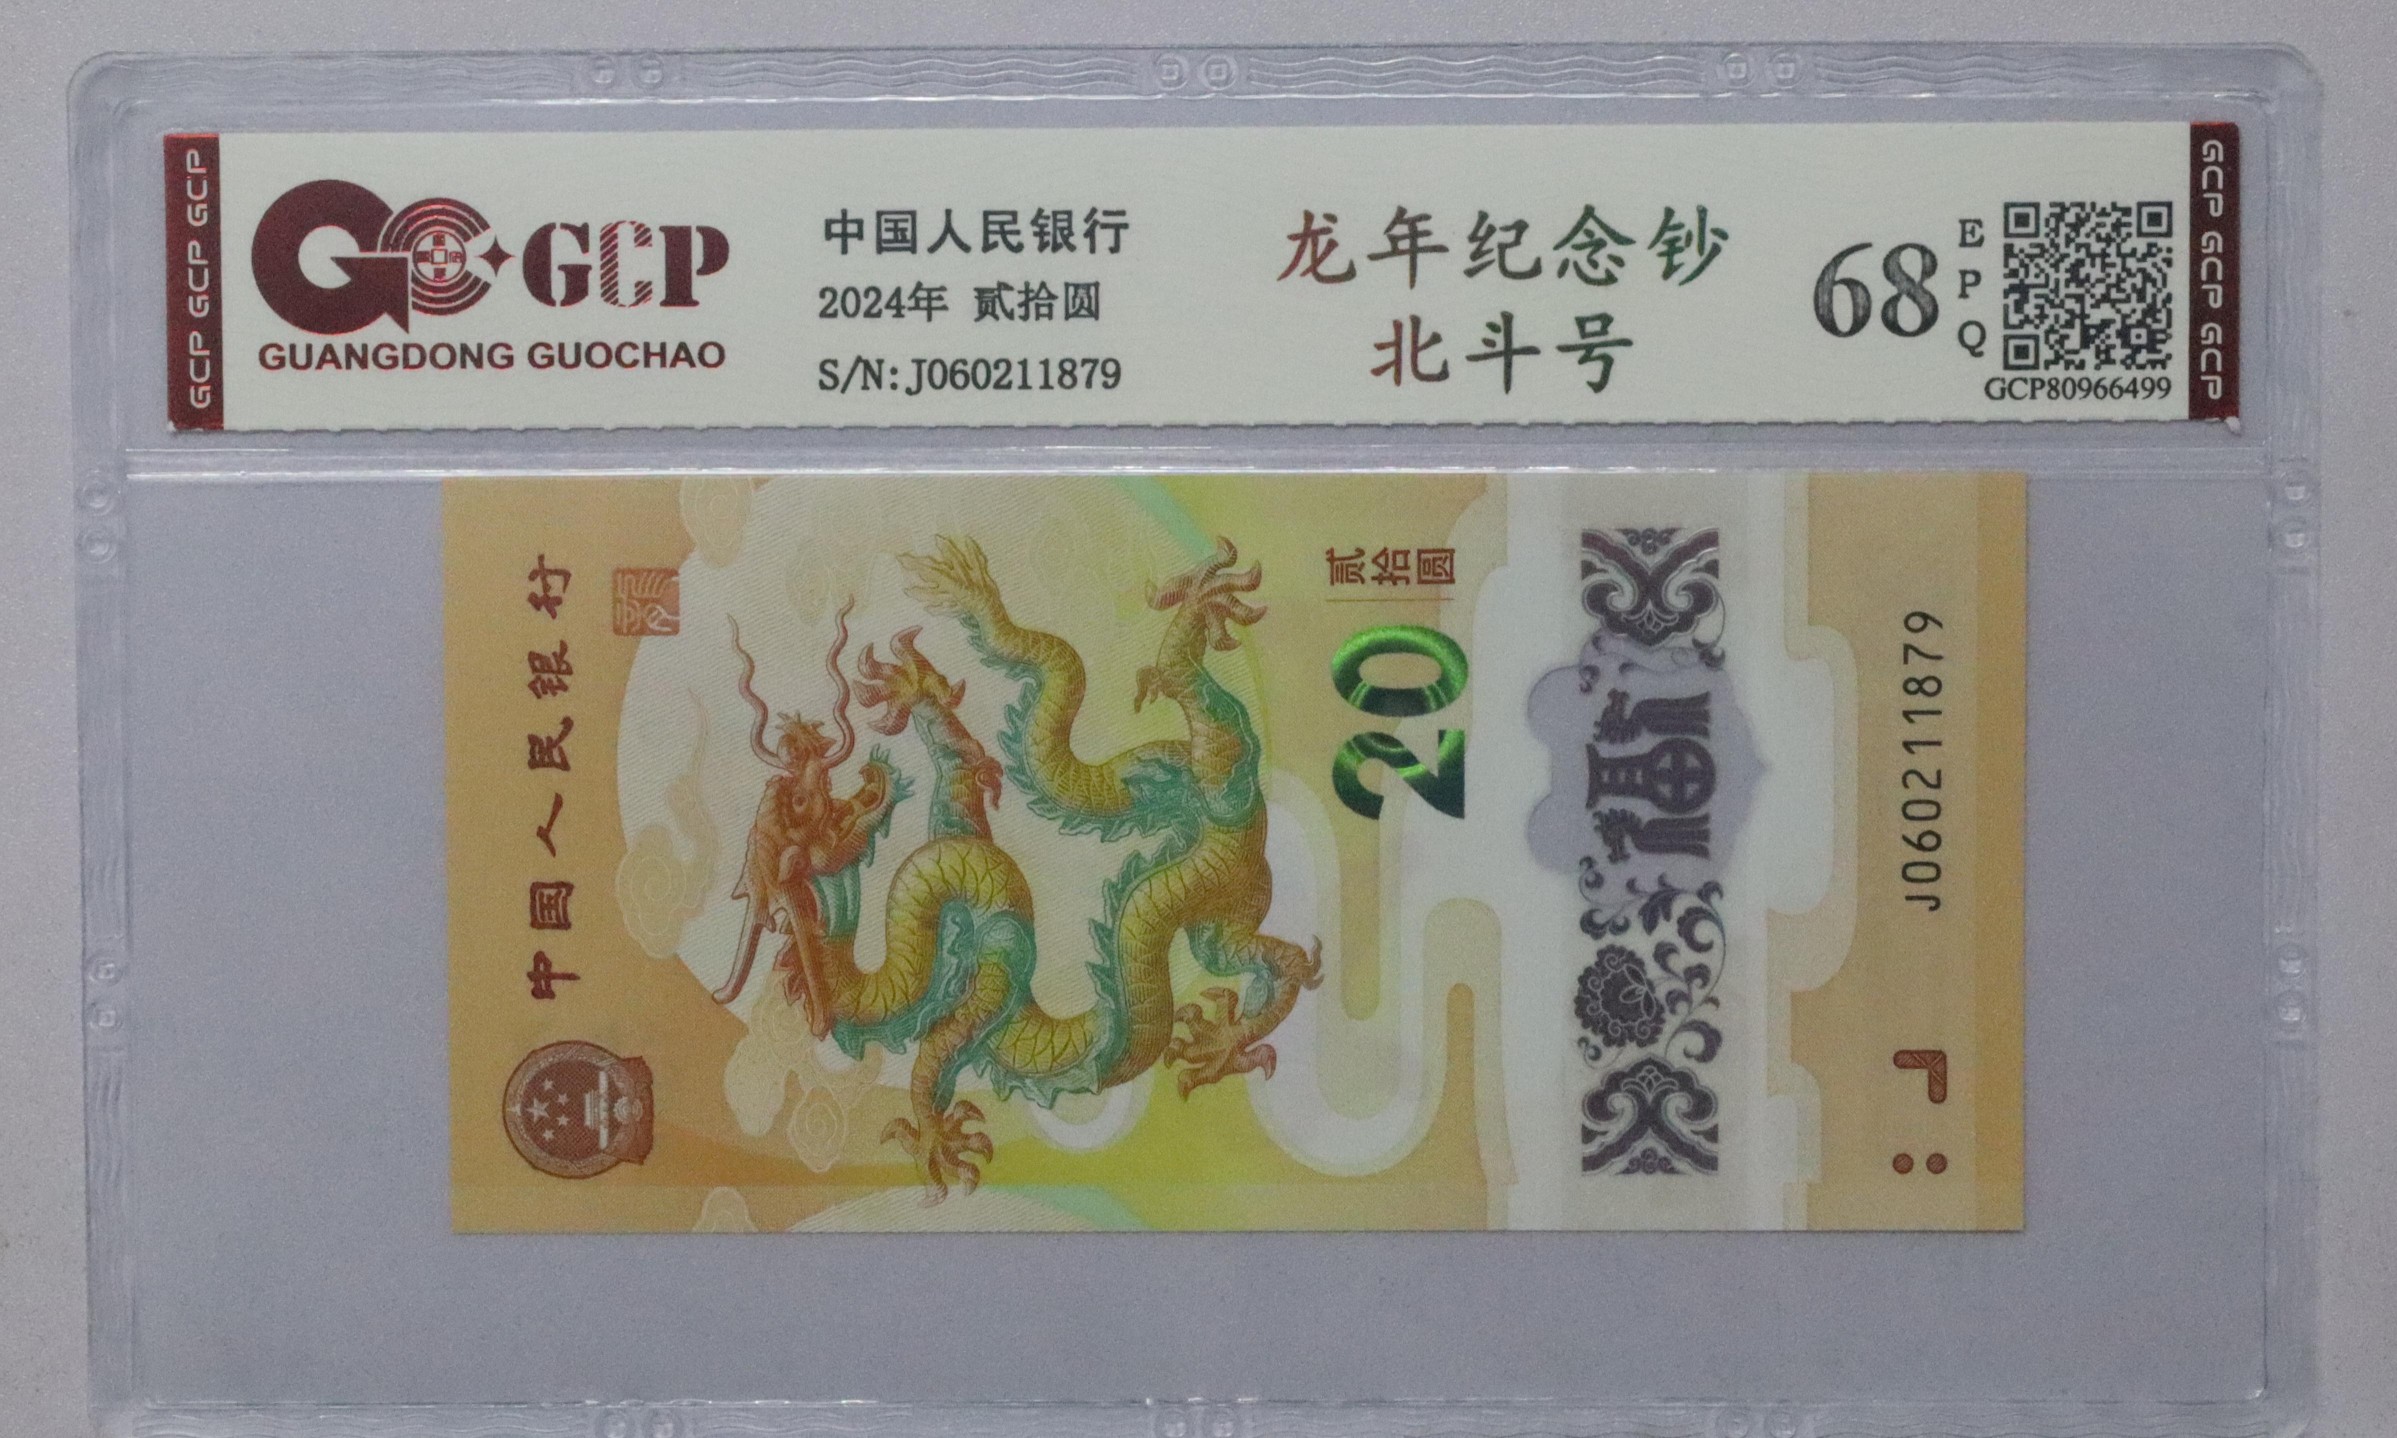 GCP GCP GCP
GCP
GUANGDONG GUOCHAO
中国人民银行
2024年 贰拾圆
S/N:J060211879
龙年纪念钞
北斗号
68
EPQ
GCP80966499
GCP GCP GCP
中国人民银行
贰拾圆
20
福
J060211879